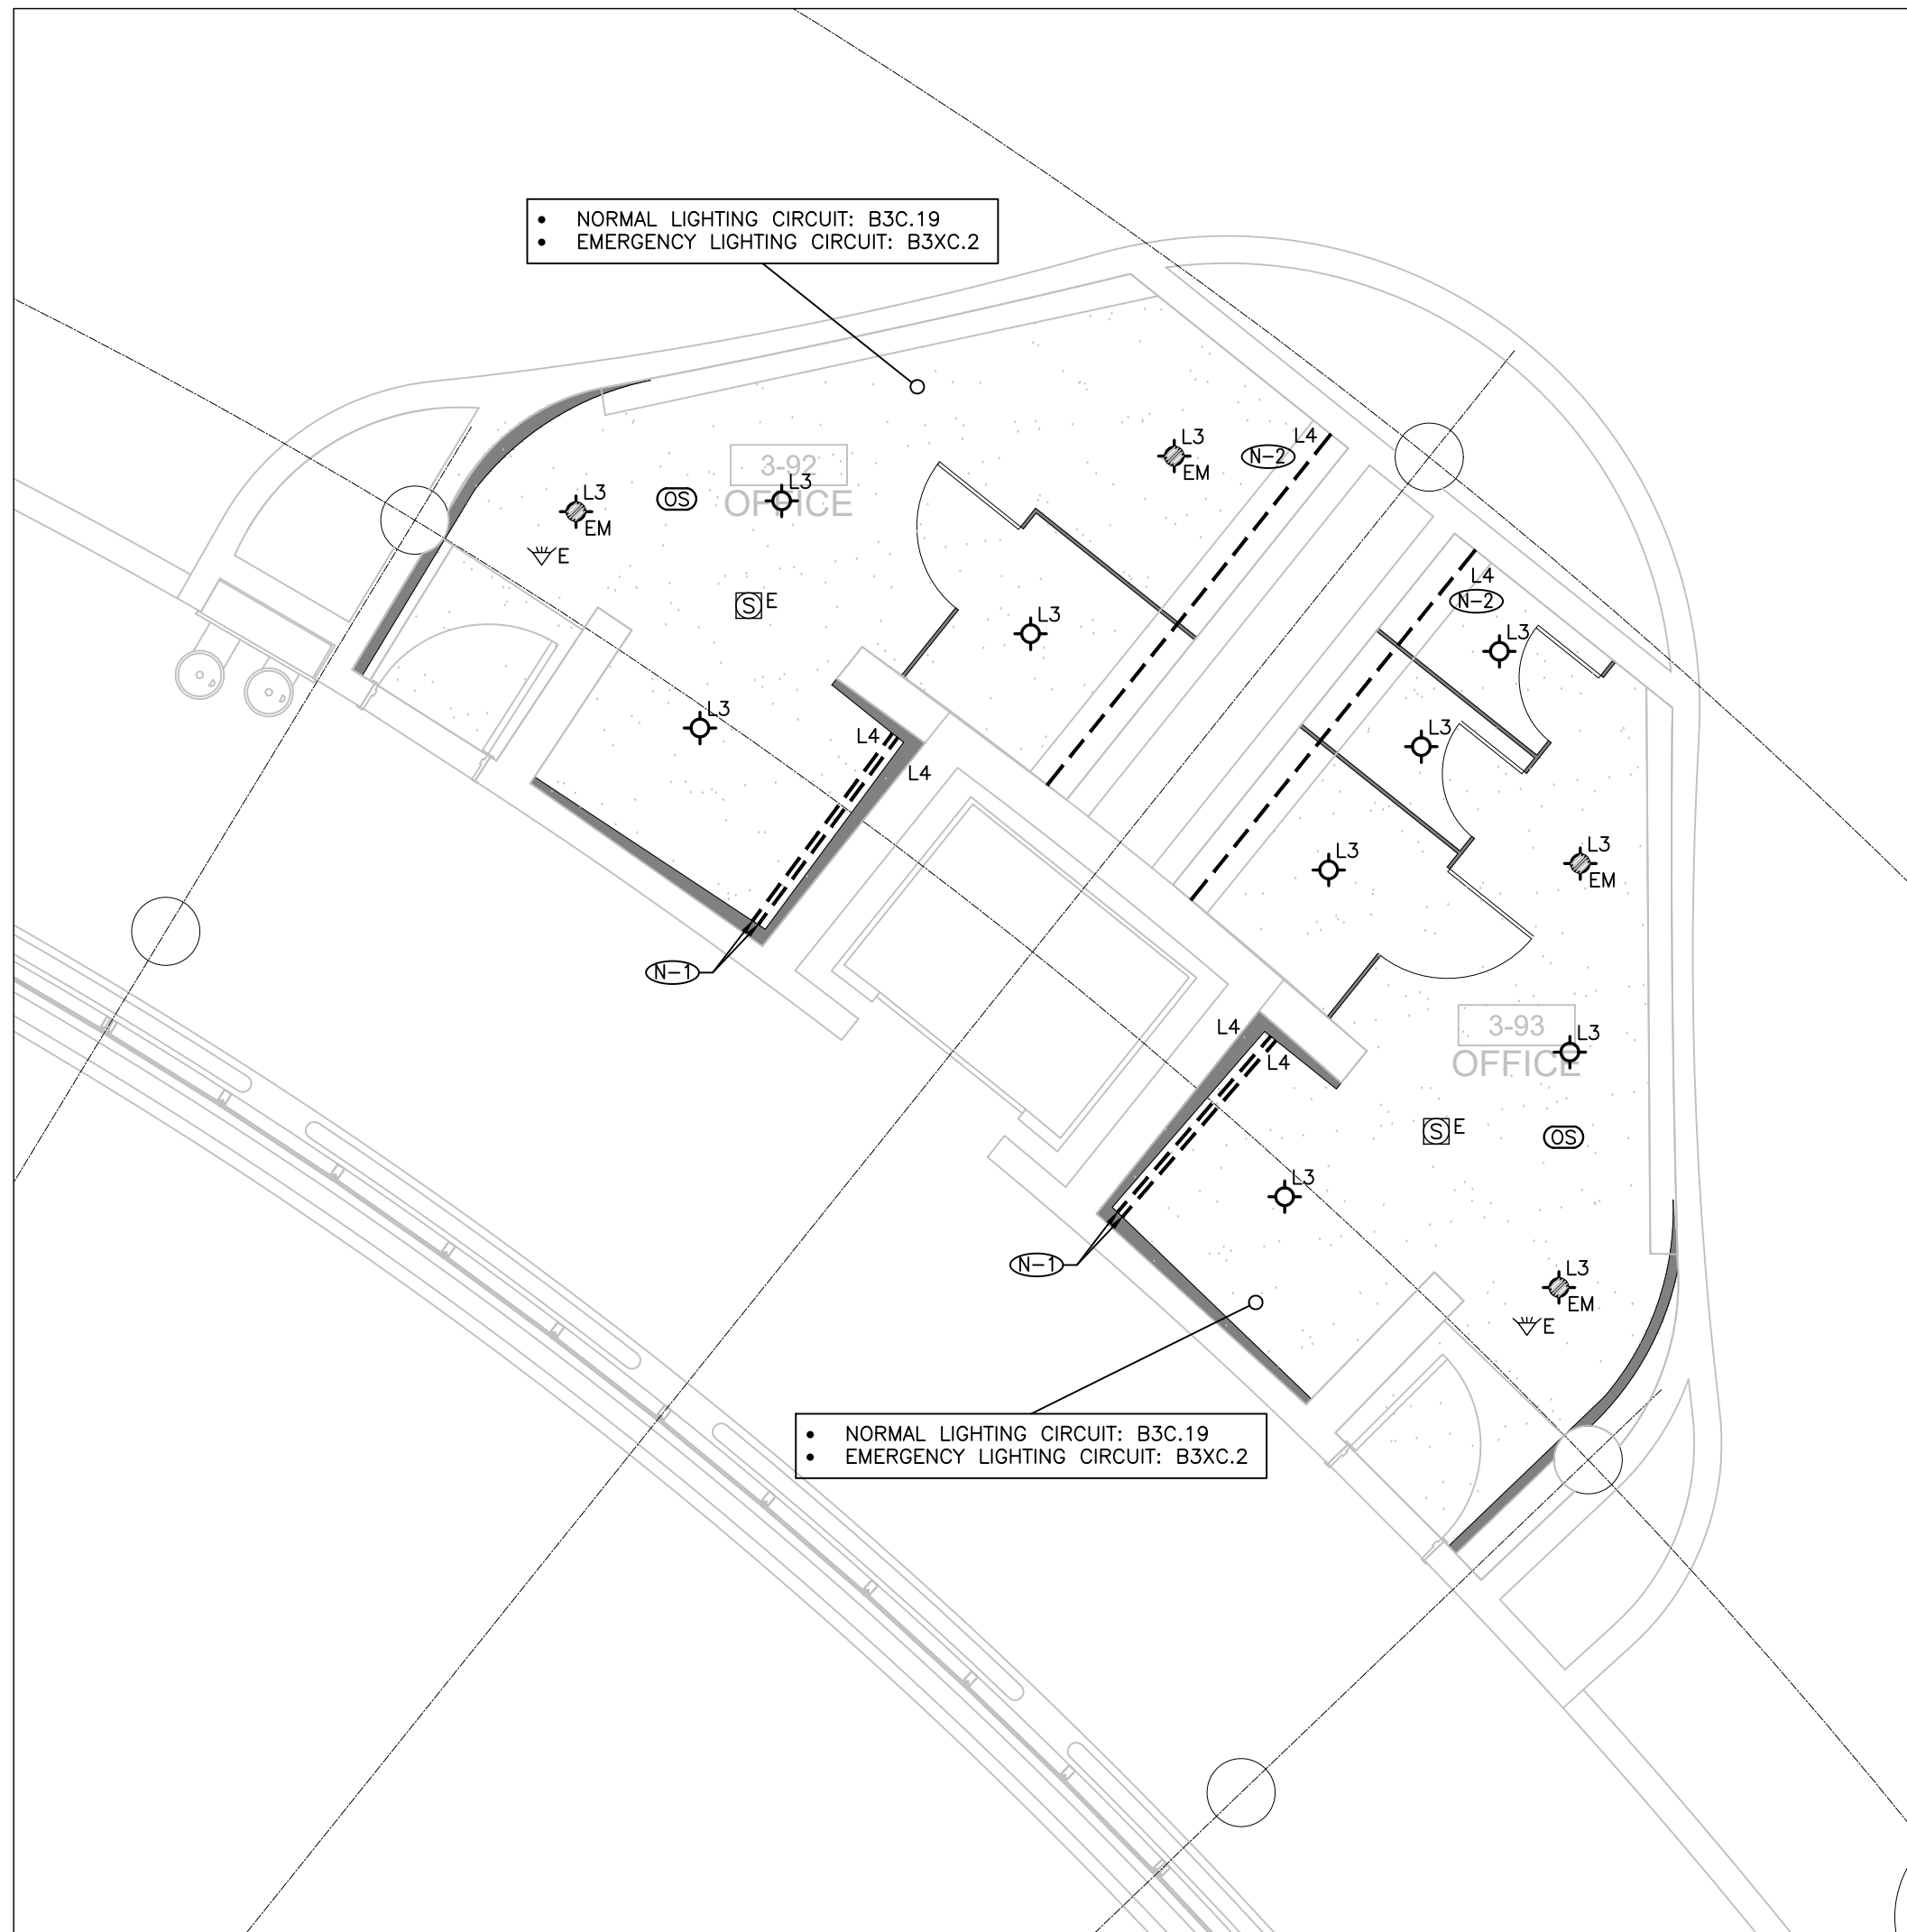 • NORMAL LIGHTING CIRCUIT: B3C.19
• EMERGENCY LIGHTING CIRCUIT: B3XC.2
L3
EM
N-2
L4
3-92
OFFICE
L3
OS
L3
EM
E
S E
L3
L4
N-2
L3
L3
L3
L4
L4
L3
EM
L3
N-1
3-93
OFFICE
L3
L4
L4
S E
OS
L3
N-1
L3
EM
E
• NORMAL LIGHTING CIRCUIT: B3C.19
• EMERGENCY LIGHTING CIRCUIT: B3XC.2